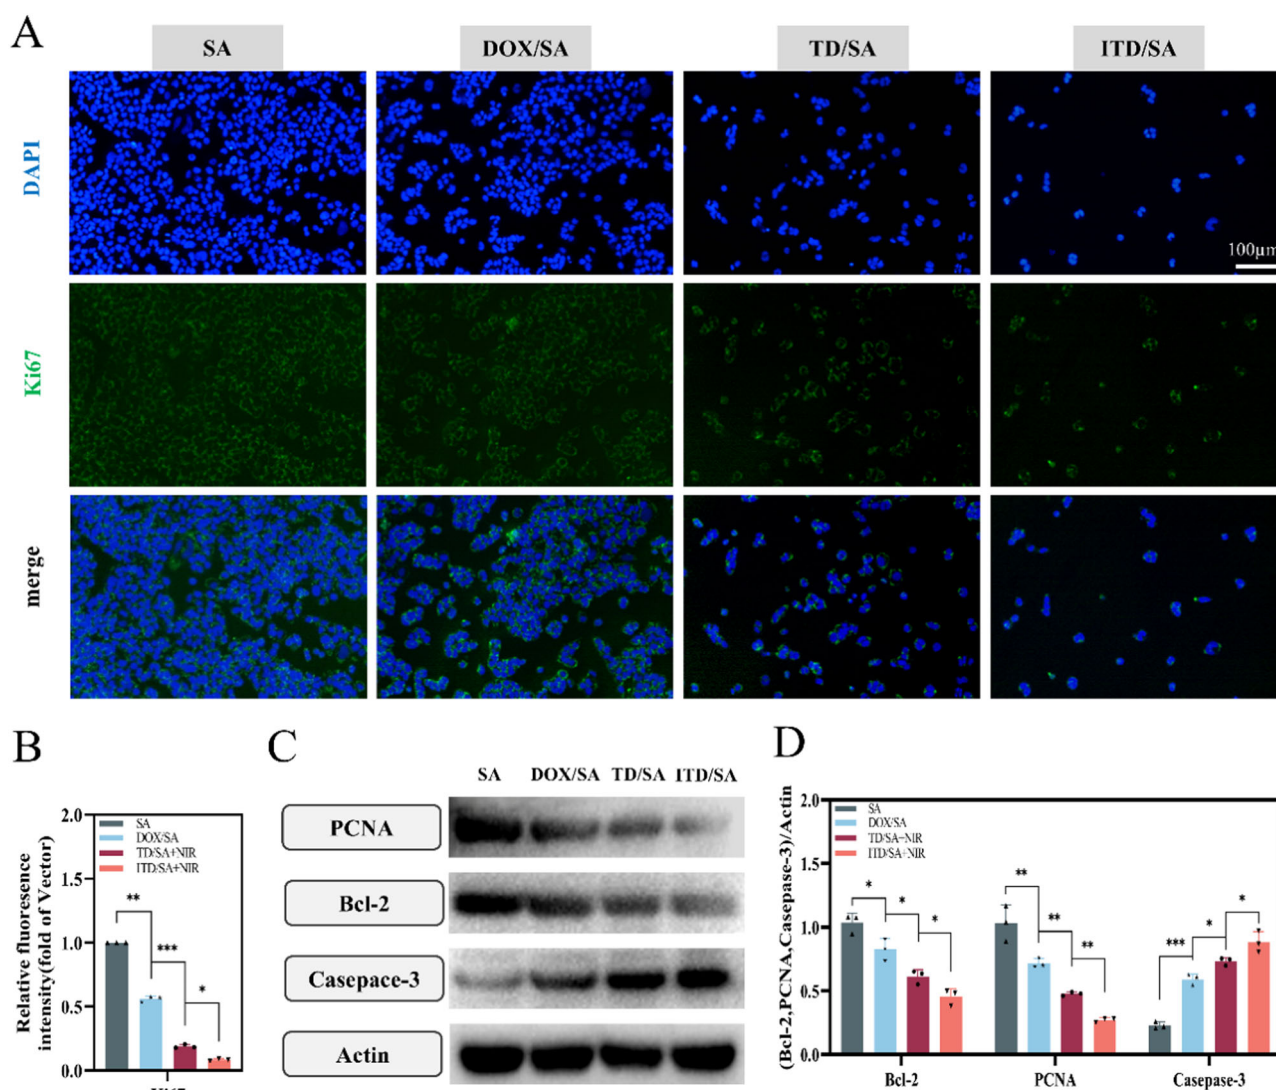 A
SA
DOX/SA
TD/SA
ITD/SA
DAPI
100μm
Ki67
merge
B
Relative fluorescence
intensity(fold of Vector)
2.0
1.5
1.0
0.5
0.0
SA
DOX/SA
TD/SA+NIR
ITD/SA+NIR
**
***
*
C
SA DOX/SA TD/SA ITD/SA
PCNA
Bcl-2
Casepace-3
Actin
D
(Bcl-2,PCNA,Casepase-3)/Actin
2.0
1.5
1.0
0.5
0.0
SA
DOX/SA
TD/SA+NIR
ITD/SA+NIR
*
*
*
**
**
**
***
*
*
Bcl-2
PCNA
Casepase-3